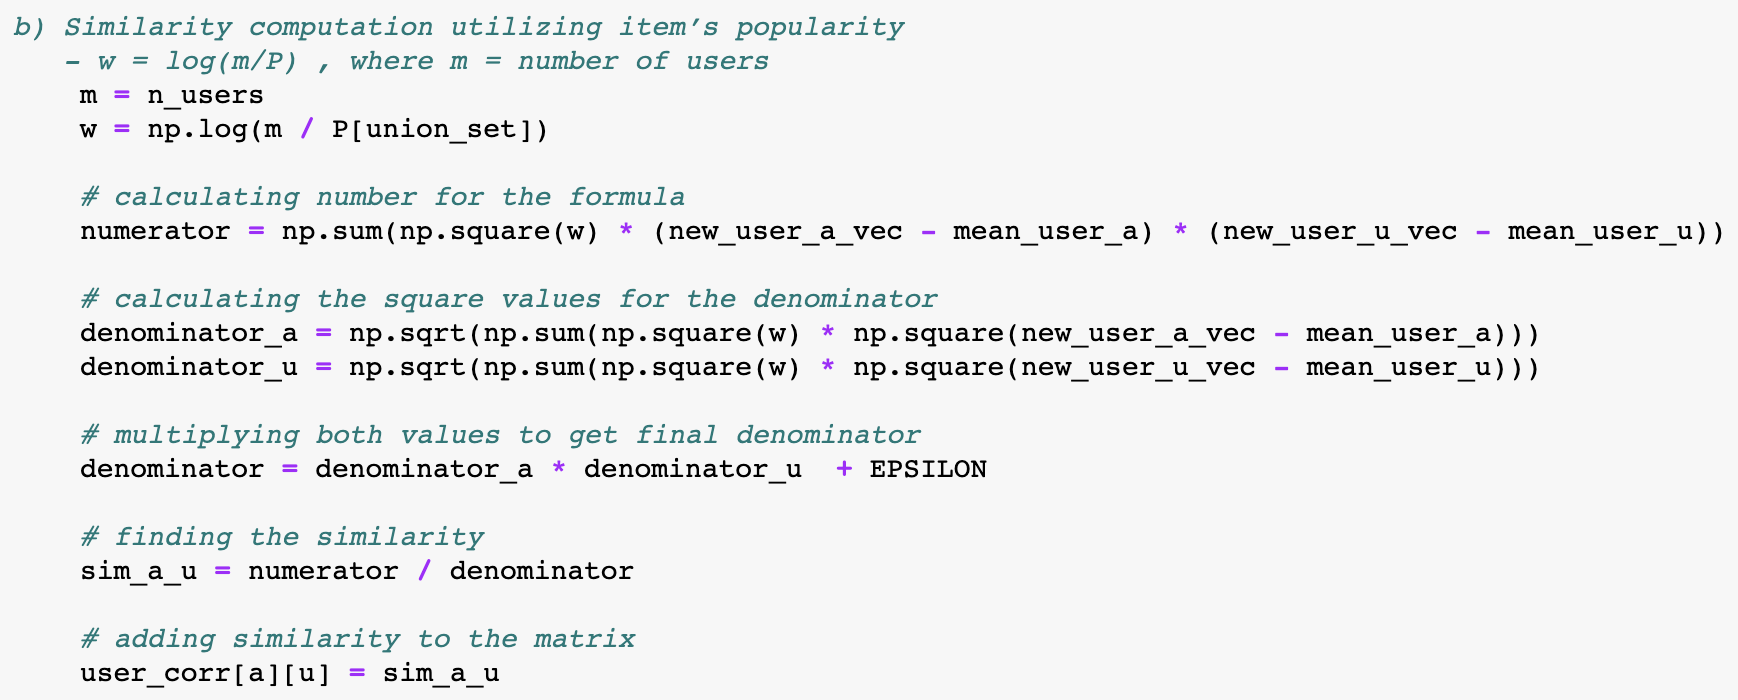 b) Similarity computation utilizing item’s popularity
- w = log(m/P) , where m = number of users
m = n_users
w = np.log(m / P[union_set])
# calculating number for the formula
numerator = np.sum(np.square(w) * (new_user_a_vec - mean_user_a) * (new_user_u_vec - mean_user_u))
# calculating the square values for the denominator
denominator_a = np.sqrt(np.sum(np.square(w) * np.square(new_user_a_vec - mean_user_a)))
denominator_u = np.sqrt(np.sum(np.square(w) * np.square(new_user_u_vec - mean_user_u)))
# multiplying both values to get final denominator
denominator = denominator_a * denominator_u  + EPSILON
# finding the similarity
sim_a_u = numerator / denominator
# adding similarity to the matrix
user_corr[a][u] = sim_a_u